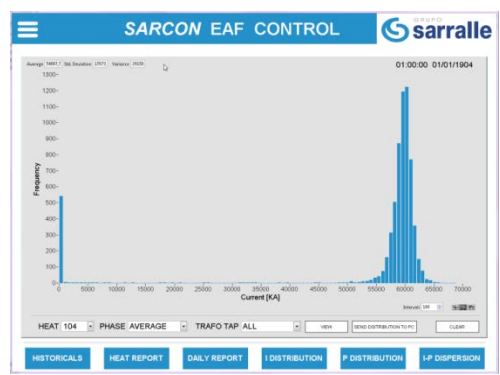 SARCON EAF CONTROL
GRUPO
sarralle
Average
Std. Deviation
Variance
01:00:00 01/01/1904
1300
1200
1100
1000
900
800
700
600
500
400
300
200
100
0
Frequency
0 5000 10000 15000 20000 25000 30000 35000 40000 45000 50000 55000 60000 65000 70000
Current [KA]
Interval
HEAT 104 PHASE AVERAGE TRAFO TAP ALL VIEW SEND DISTRIBUTION TO PC CLEAR
HISTORICALS HEAT REPORT DAILY REPORT I DISTRIBUTION P DISTRIBUTION I-P DISPERSION